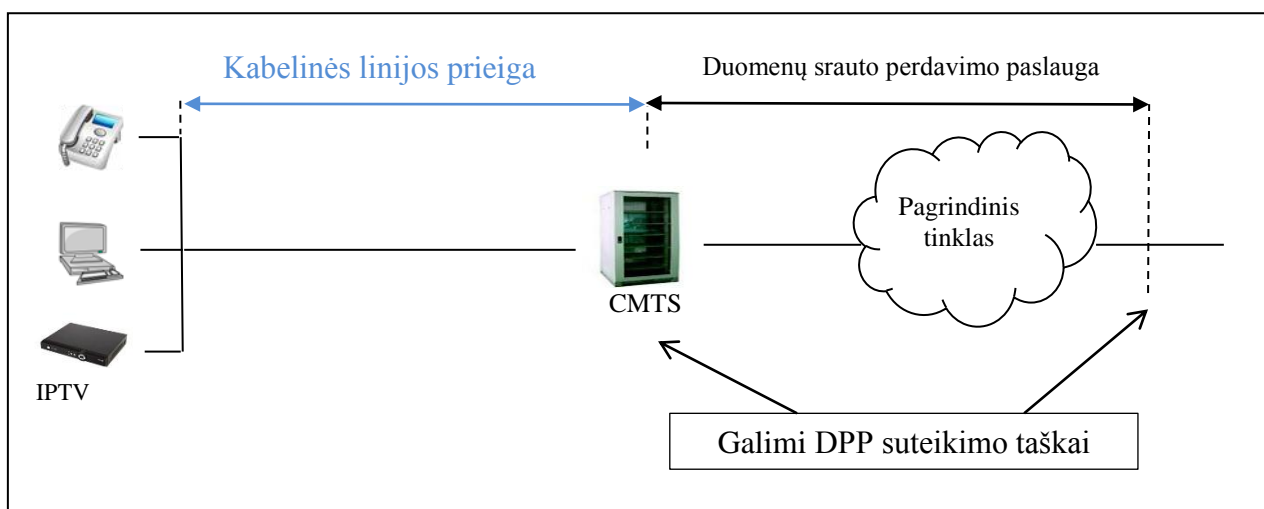 Kabelinės linijos prieiga
Duomenų srauto perdavimo paslauga
Pagrindinis
tinklas
CMTS
IPTV
Galimi DPP suteikimo taškai